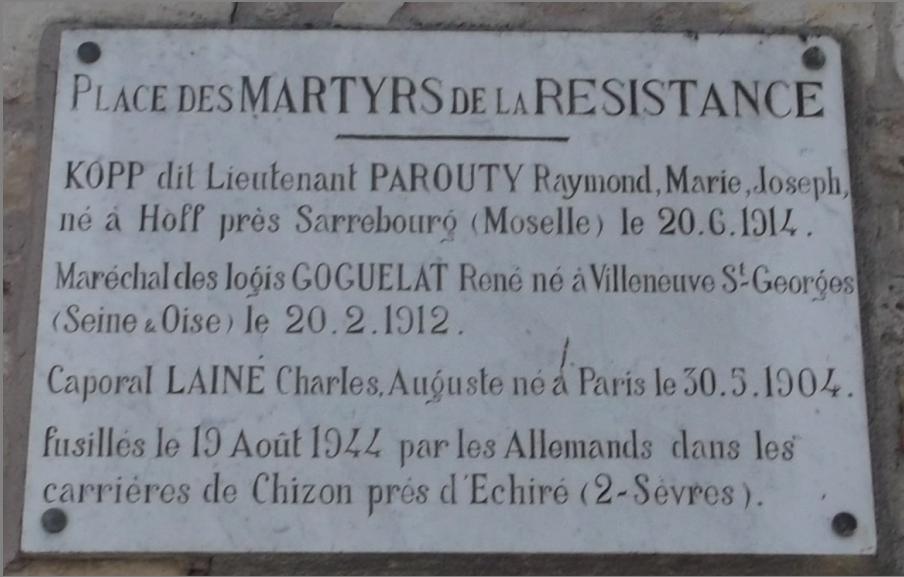 PLACE DES MARTYRS DE LA RESISTANCE
KOPP dit Lieutenant PAROUTY Raymond, Marie, Joseph,
né à Hoff près Sarrebourg (Moselle) le 20.6.1914.
Maréchal des logis GOGUELAT René né à Villeneuve St-Georges
(Seine & Oise) le 20.2.1912.
Caporal LAINÉ Charles, Auguste né à Paris le 30.5.1904.
fusillés le 19 Août 1944 par les Allemands dans les
carrières de Chizon prés d'Echiré (2-Sèvres).